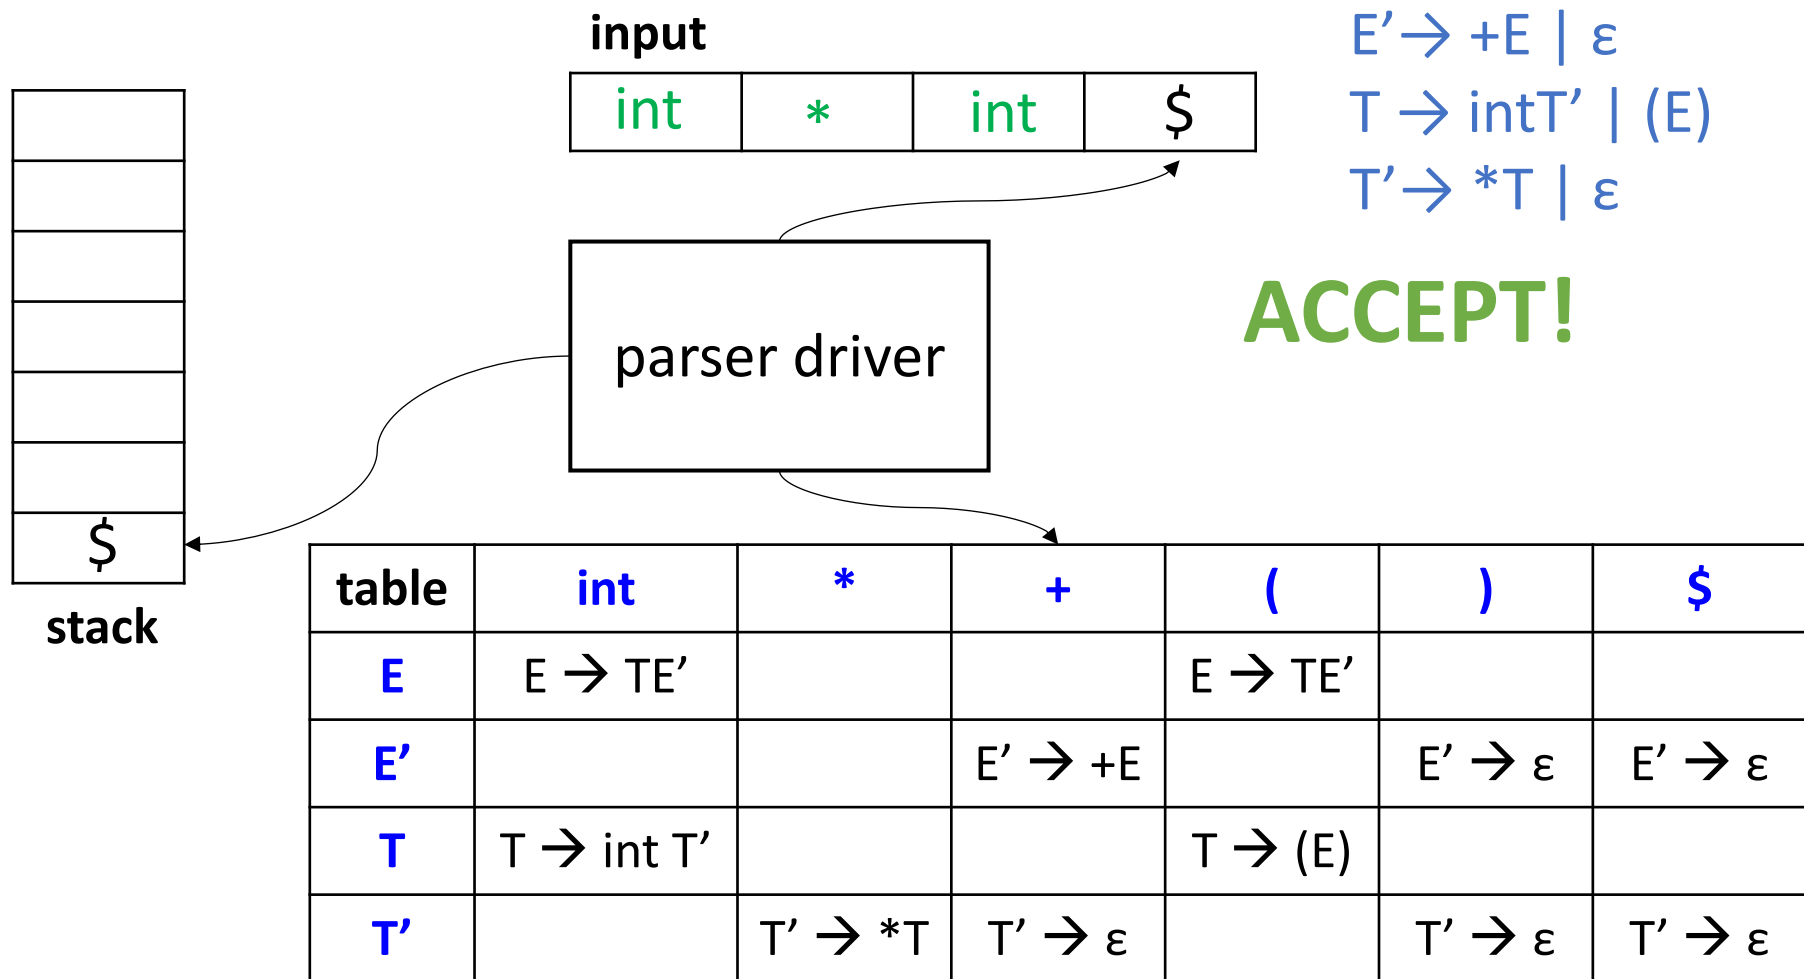 input
int * int $
E’→ +E | ε
T → intT’ | (E)
T’→ *T | ε
ACCEPT!
parser driver
$
stack
table int * + ( ) $
E E → TE’ E → TE’
E’ E’ → +E E’ → ε E’ → ε
T T → int T’ T → (E)
T’ T’ → *T T’ → ε T’ → ε T’ → ε